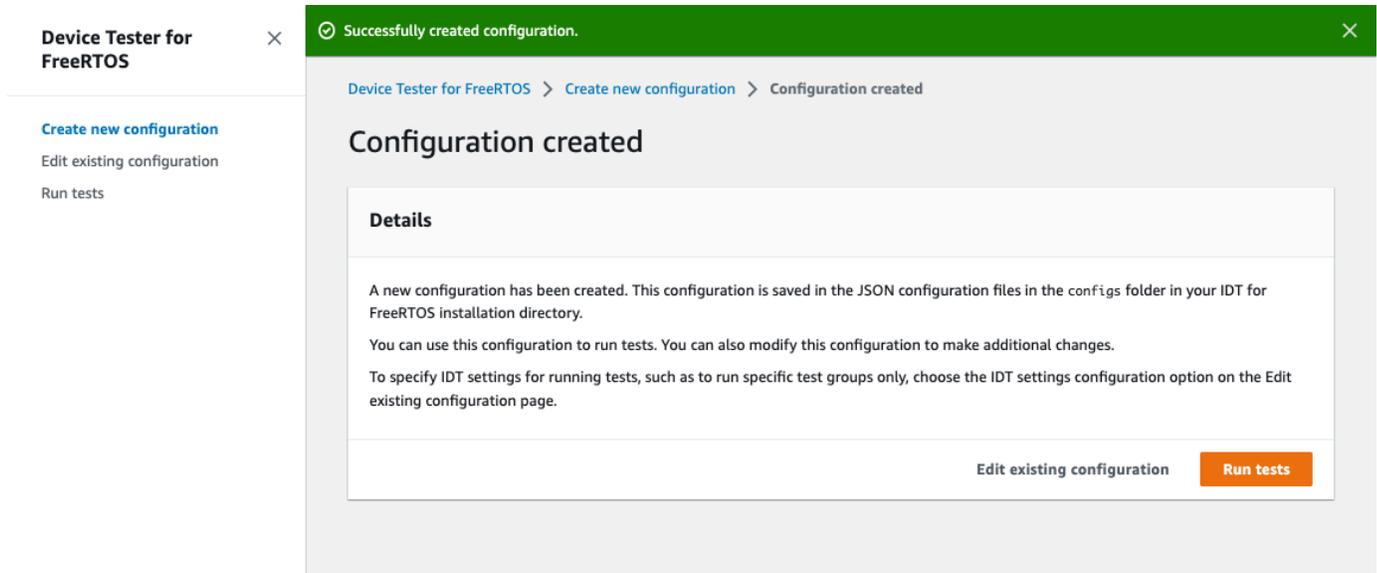 Device Tester for
FreeRTOS
Create new configuration
Edit existing configuration
Run tests
Successfully created configuration.
Device Tester for FreeRTOS > Create new configuration > Configuration created
Configuration created
Details
A new configuration has been created. This configuration is saved in the JSON configuration files in the configs folder in your IDT for
FreeRTOS installation directory.
You can use this configuration to run tests. You can also modify this configuration to make additional changes.
To specify IDT settings for running tests, such as to run specific test groups only, choose the IDT settings configuration option on the Edit
existing configuration page.
Edit existing configuration Run tests